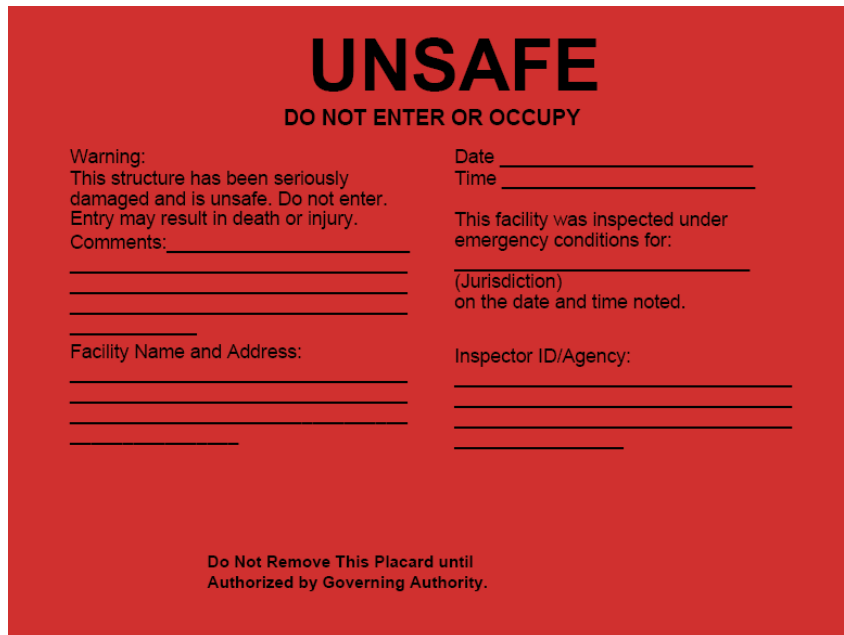 UNSAFE
DO NOT ENTER OR OCCUPY
Warning:
This structure has been seriously
damaged and is unsafe. Do not enter.
Entry may result in death or injury.
Comments:
Facility Name and Address:
Date
Time
This facility was inspected under
emergency conditions for:
(Jurisdiction)
on the date and time noted.
Inspector ID/Agency:
Do Not Remove This Placard until
Authorized by Governing Authority.